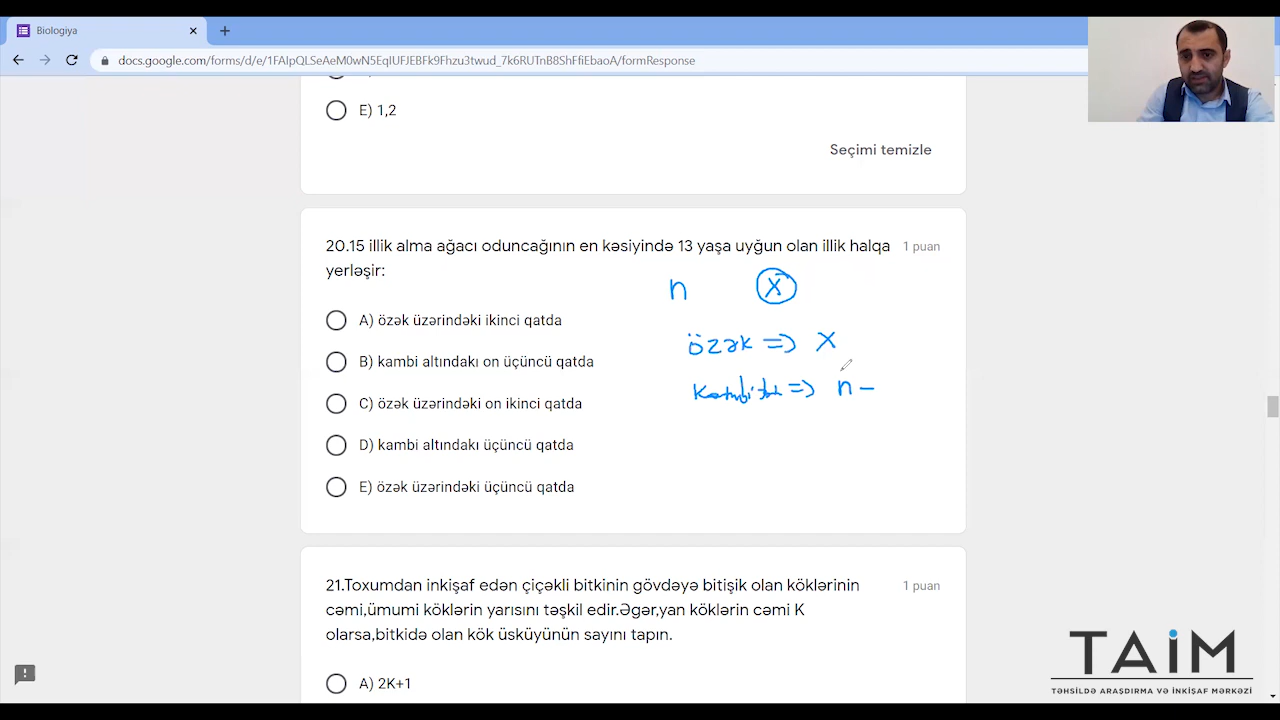 Biologiya
docs.google.com/forms/d/e/1FAIpQLSeAeM0wN5EqIUFJEBFk9Fhzu3twud_7k6RUTnB8ShFfiEbaoA/formResponse
E) 1,2
Seçimi temizle
20.15 illik alma ağacı oduncağının en kəsiyində 13 yaşa uyğun olan illik halqa
yerləşir:
1 puan
n X
A) özək üzərindəki ikinci qatda
özək => X
B) kambi altındakı on üçüncü qatda
=> n –
C) özək üzərindəki on ikinci qatda
D) kambi altındakı üçüncü qatda
E) özək üzərindəki üçüncü qatda
21.Toxumdan inkişaf edən çiçəkli bitkinin gövdəyə bitişik olan köklərinin
cəmi,ümumi köklərin yarısını təşkil edir.Əgər,yan köklərin cəmi K
olarsa,bitkidə olan kök üsküyünün sayını tapın.
1 puan
A) 2K+1
TAiM
TƏHSİLDƏ ARAŞDIRMA VƏ İNKİŞAF MƏRKƏZİ